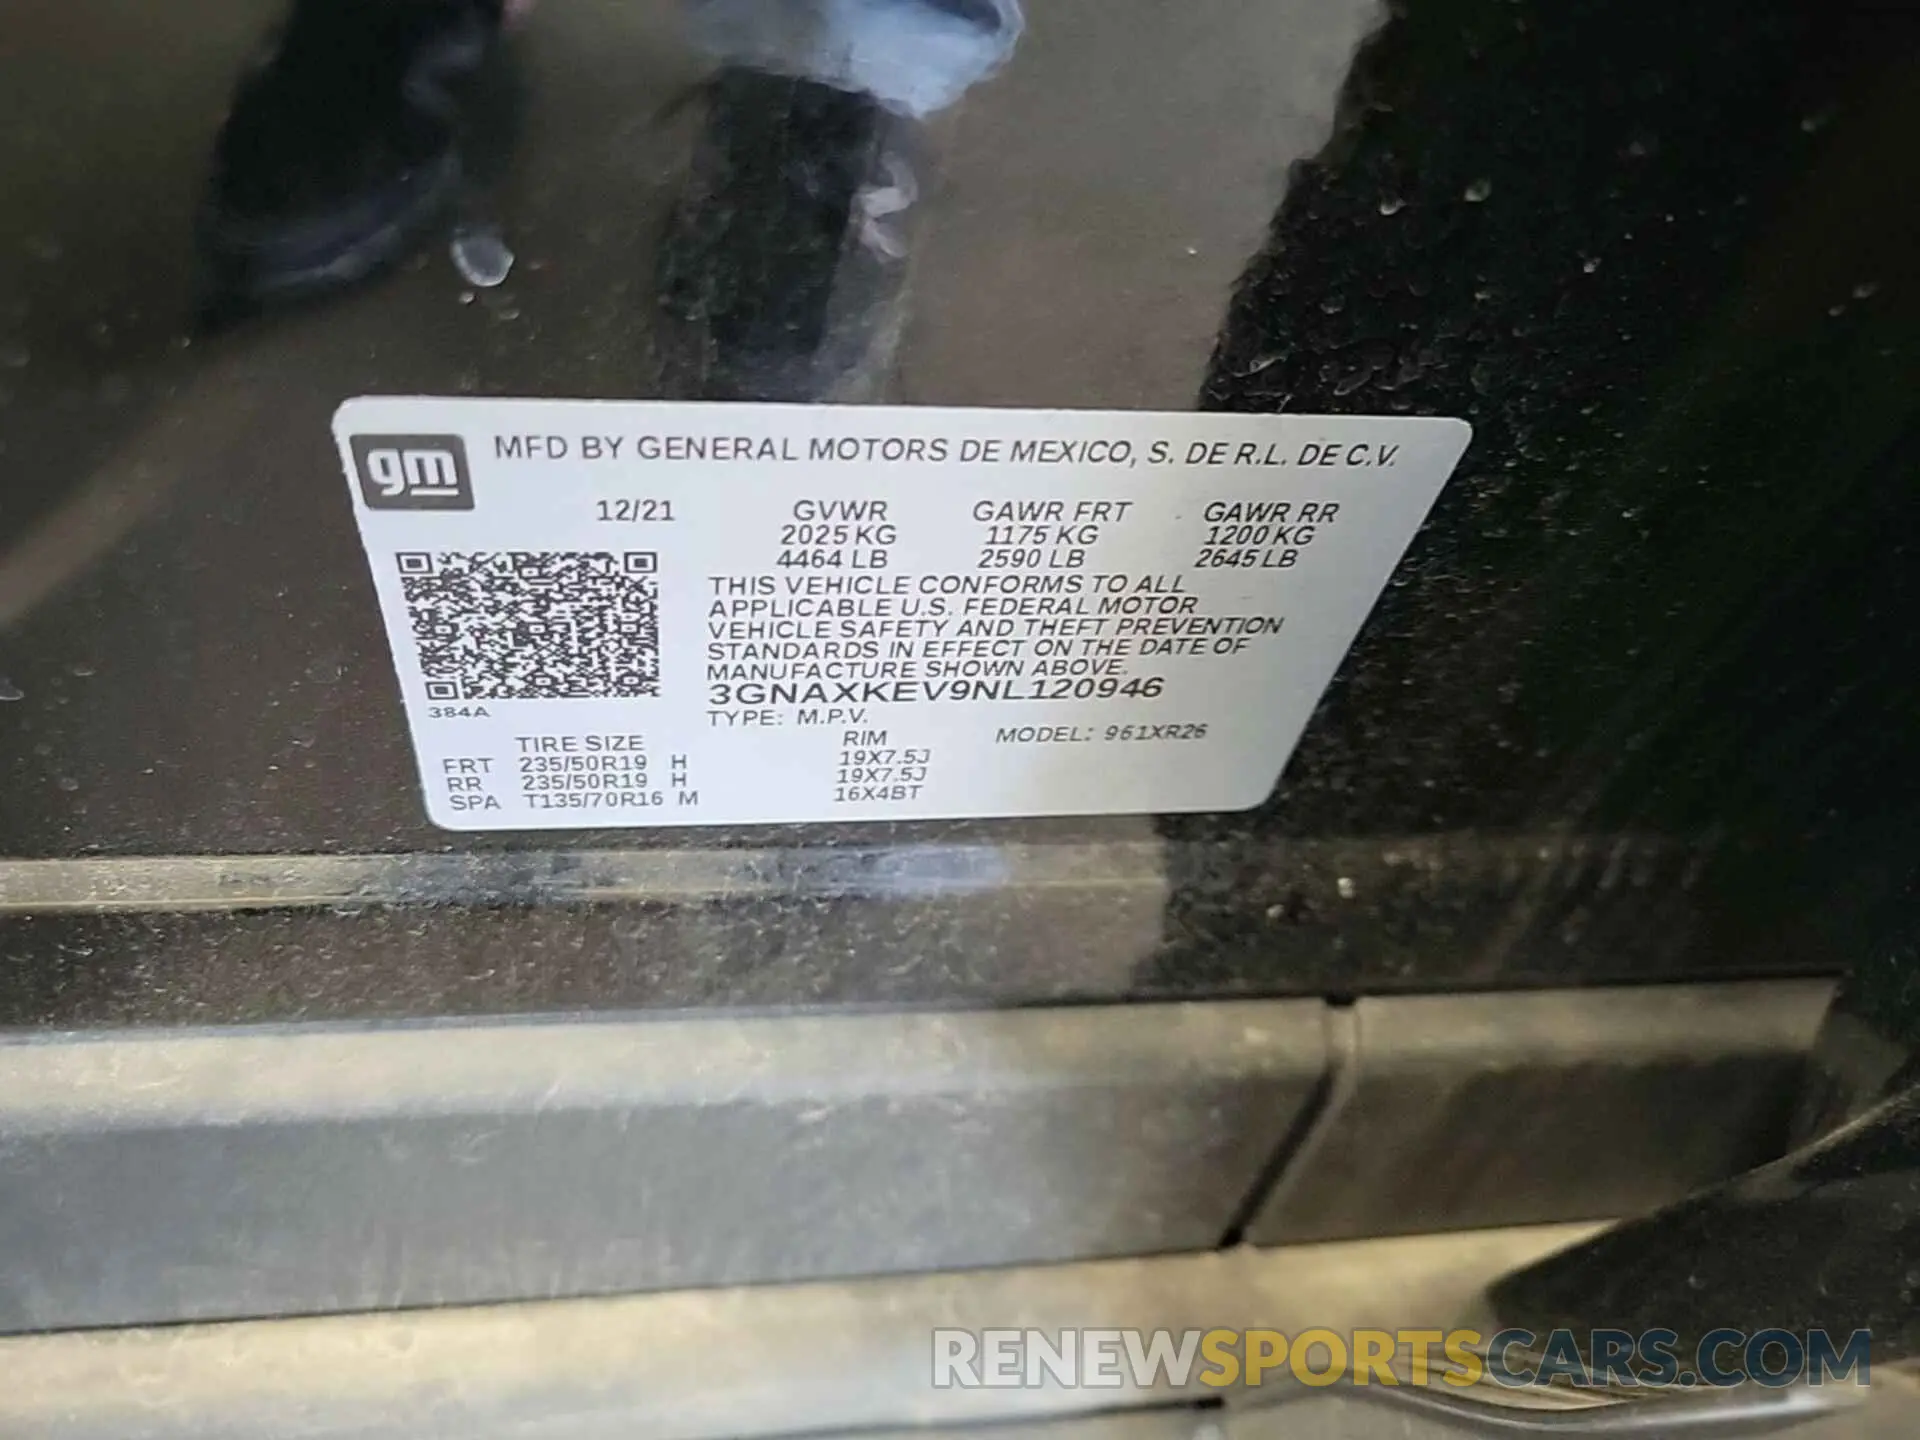 gm
MFD BY GENERAL MOTORS DE MEXICO, S. DE R.L. DE C.V.
12/21 GVWR GAWR FRT GAWR RR
2025 KG 1175 KG 1200 KG
4464 LB 2590 LB 2645 LB
THIS VEHICLE CONFORMS TO ALL
APPLICABLE U.S. FEDERAL MOTOR
VEHICLE SAFETY AND THEFT PREVENTION
STANDARDS IN EFFECT ON THE DATE OF
MANUFACTURE SHOWN ABOVE.
3GNAXKEV9NL120946
384A
TYPE: M.P.V. MODEL: 961XR26
TIRE SIZE RIM
FRT 235/50R19 H 19X7.5J
RR 235/50R19 H 19X7.5J
SPA T135/70R16 M 16X4BT
RENEWSPORTSCARS.COM